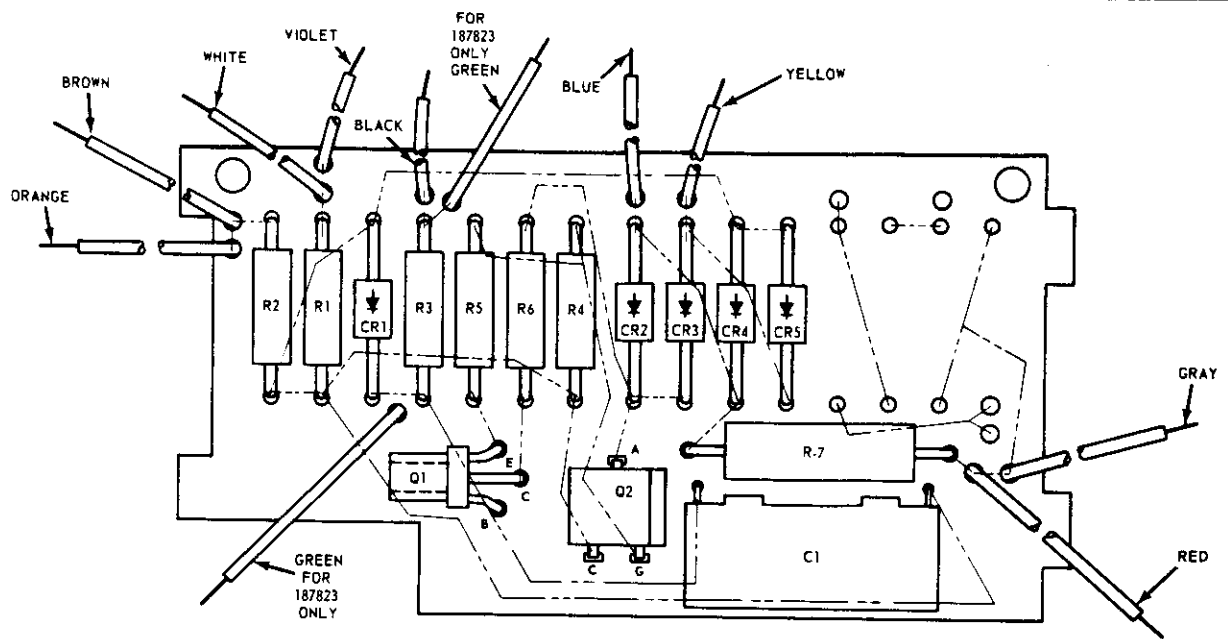 FOR
187823
ONLY
GREEN
VIOLET
WHITE
BLUE
YELLOW
BROWN
BLACK
ORANGE
R2
R1
CR1
R3
R5
R6
R4
CR2
CR3
CR4
CR5
GRAY
R-7
A
E
Q1
C
Q2
B
C
G
C1
GREEN
FOR
187823
ONLY
RED